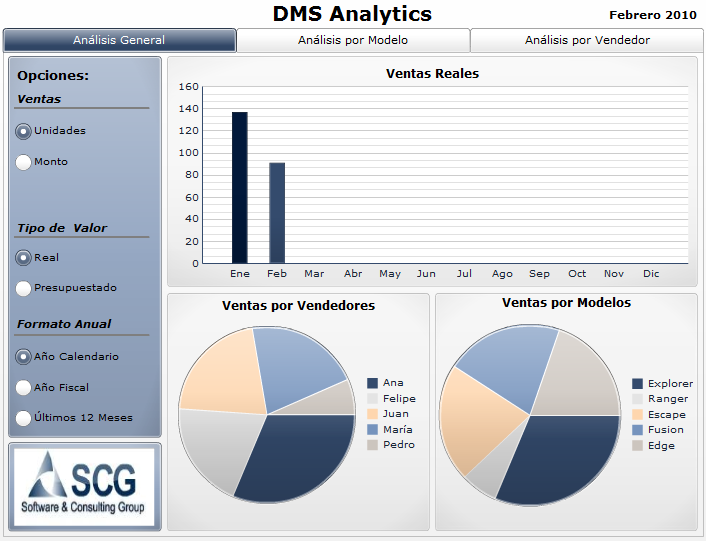 DMS Analytics
Febrero 2010
Análisis General
Análisis por Modelo
Análisis por Vendedor
Opciones:
Ventas
Unidades
Monto
Tipo de Valor
Real
Presupuestado
Formato Anual
Año Calendario
Año Fiscal
Últimos 12 Meses
SCG
Software & Consulting Group
Ventas Reales
160
140
120
100
80
60
40
20
0
Ene Feb Mar Abr May Jun Jul Ago Sep Oct Nov Dic
Ventas por Vendedores
Ana
Felipe
Juan
María
Pedro
Ventas por Modelos
Explorer
Ranger
Escape
Fusion
Edge